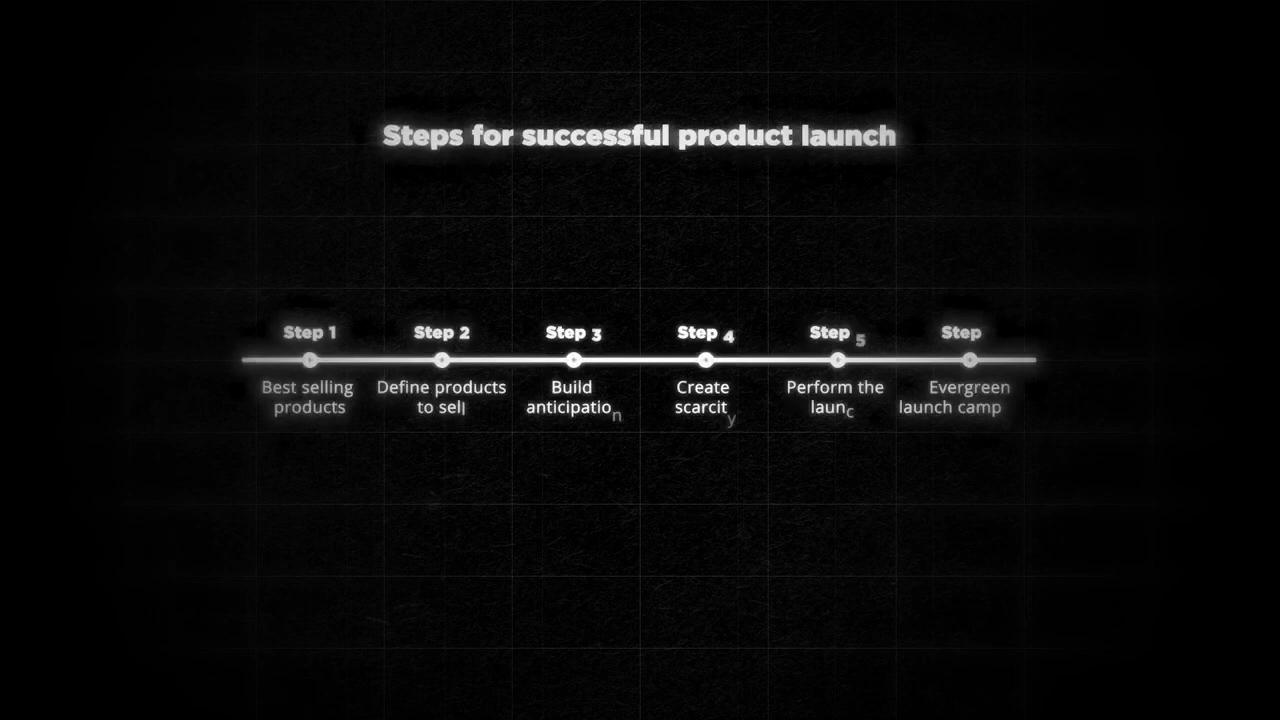 Steps for successful product launch
Step 1
Best selling
products
Step 2
Define products
to sell
Step 3
Build
anticipation
Step 4
Create
scarcity
Step 5
Perform the
launc
Step
Evergreen
launch camp